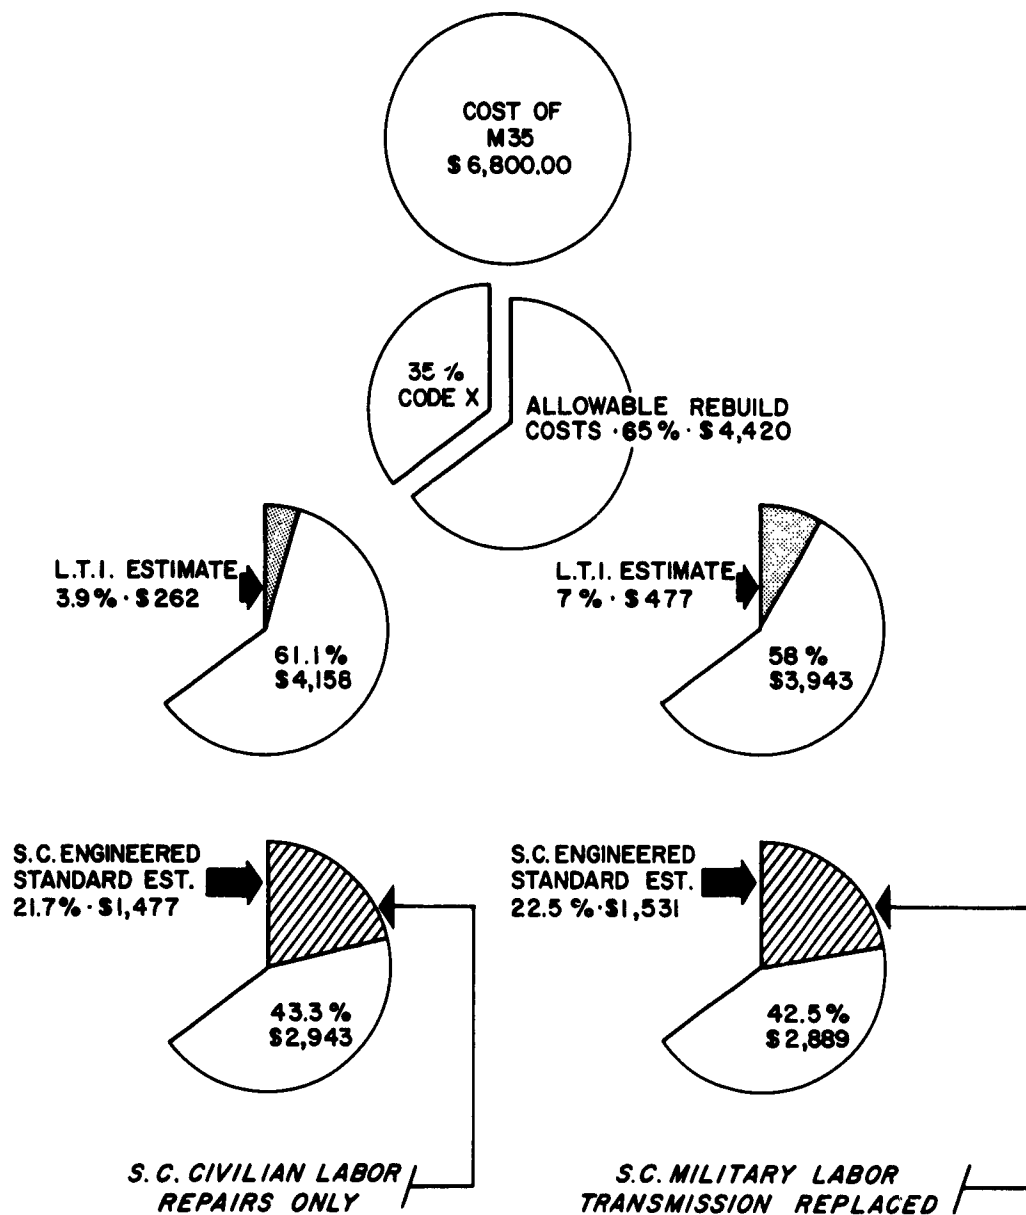 COST OF
M35
$6,800.00
35 %
CODE X
ALLOWABLE REBUILD
COSTS · 65% · $4,420
L.T.I. ESTIMATE
3.9% · $262
61.1%
$4,158
L.T.I. ESTIMATE
7% · $477
58%
$3,943
S.C. ENGINEERED
STANDARD EST.
21.7% · $1,477
43.3%
$2,943
S.C. ENGINEERED
STANDARD EST.
22.5% · $1,531
42.5%
$2,889
S.C. CIVILIAN LABOR
REPAIRS ONLY
S.C. MILITARY LABOR
TRANSMISSION REPLACED